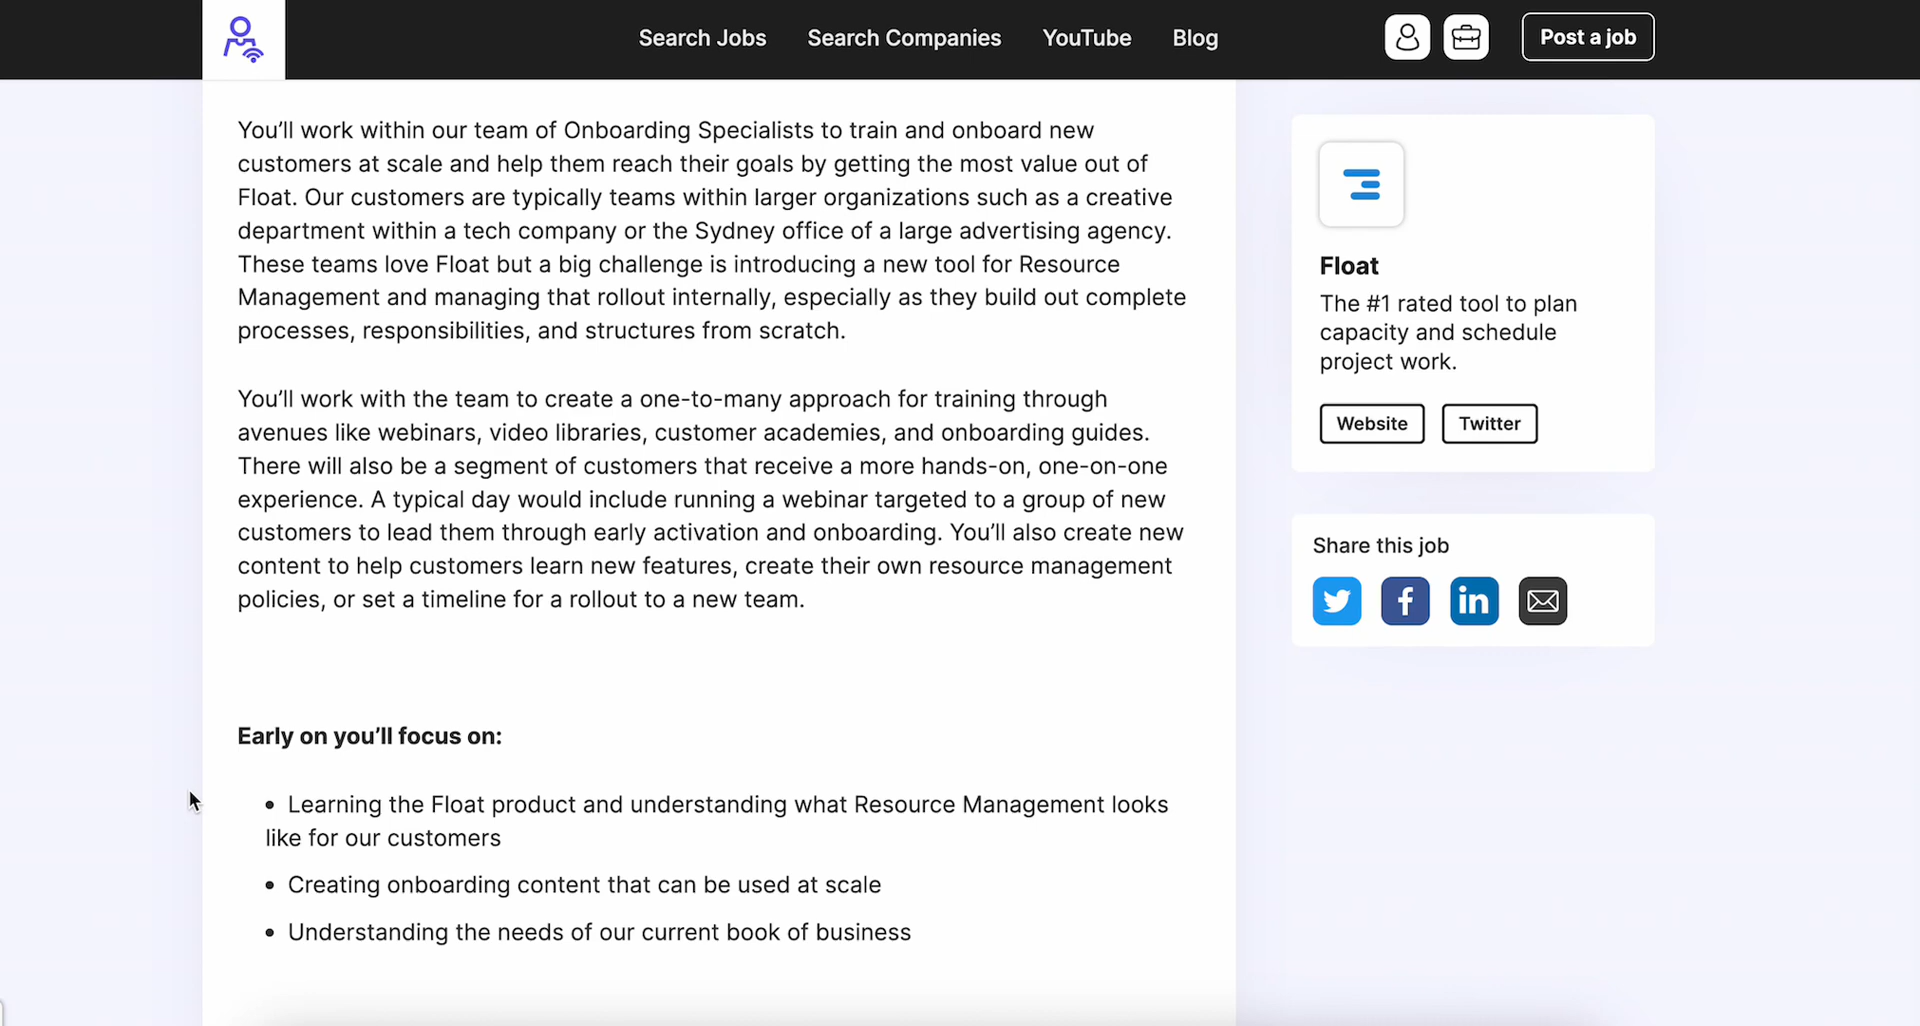 Search Jobs
Search Companies
YouTube
Blog
Post a job
You’ll work within our team of Onboarding Specialists to train and onboard new
customers at scale and help them reach their goals by getting the most value out of
Float. Our customers are typically teams within larger organizations such as a creative
department within a tech company or the Sydney office of a large advertising agency.
These teams love Float but a big challenge is introducing a new tool for Resource
Management and managing that rollout internally, especially as they build out complete
processes, responsibilities, and structures from scratch.
You’ll work with the team to create a one-to-many approach for training through
avenues like webinars, video libraries, customer academies, and onboarding guides.
There will also be a segment of customers that receive a more hands-on, one-on-one
experience. A typical day would include running a webinar targeted to a group of new
customers to lead them through early activation and onboarding. You’ll also create new
content to help customers learn new features, create their own resource management
policies, or set a timeline for a rollout to a new team.
Early on you’ll focus on:
• Learning the Float product and understanding what Resource Management looks
like for our customers
• Creating onboarding content that can be used at scale
• Understanding the needs of our current book of business
Float
The #1 rated tool to plan
capacity and schedule
project work.
Website
Twitter
Share this job
f
in